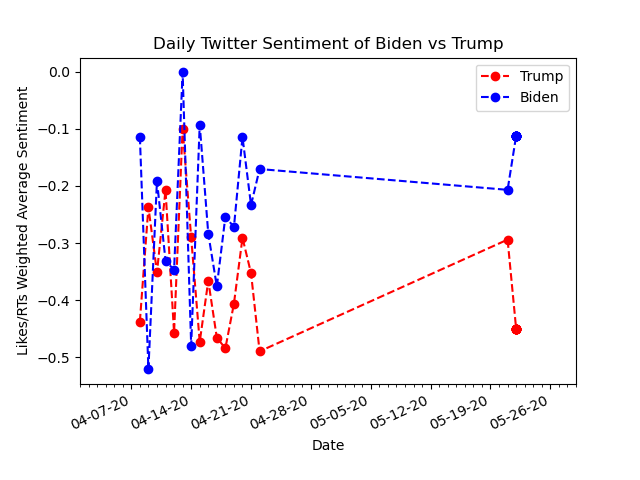 Daily Twitter Sentiment of Biden vs Trump
Trump
Biden
Likes/RTs Weighted Average Sentiment
0.0
−0.1
−0.2
−0.3
−0.4
−0.5
04-07-20
04-14-20
04-21-20
04-28-20
05-05-20
05-12-20
05-19-20
05-26-20
Date